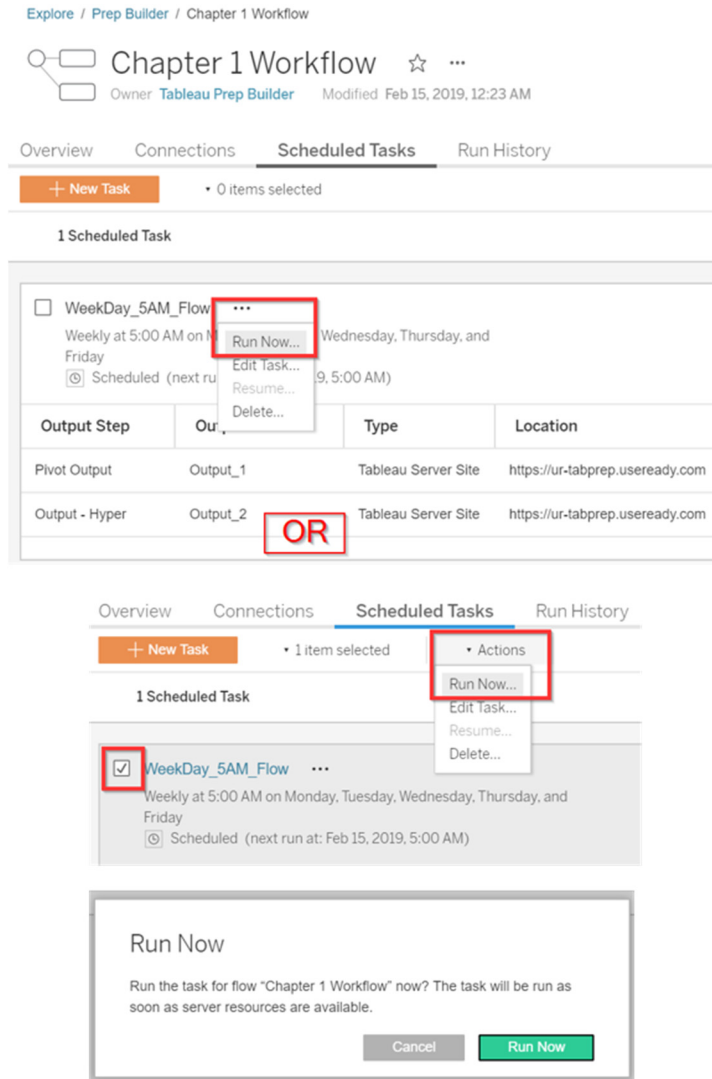 Explore / Prep Builder / Chapter 1 Workflow
Chapter 1 Workflow
Owner Tableau Prep Builder Modified Feb 15, 2019, 12:23 AM
Overview Connections Scheduled Tasks Run History
+ New Task 0 items selected
1 Scheduled Task
WeekDay_5AM_Flow ...
Weekly at 5:00 AM on Wednesday, Thursday, and
Friday
Scheduled (next ru 9, 5:00 AM)
Run Now...
Edit Task...
Resume...
Delete...
Output Step Type Location
Pivot Output Output_1 Tableau Server Site https://ur-tabprep.useready.com
Output - Hyper Output_2 Tableau Server Site https://ur-tabprep.useready.com
OR
Overview Connections Scheduled Tasks Run History
+ New Task 1 item selected Actions
1 Scheduled Task
Run Now...
Edit Task...
Resume...
Delete...
WeekDay_5AM_Flow ...
Weekly at 5:00 AM on Monday, Tuesday, Wednesday, Thursday, and
Friday
Scheduled (next run at: Feb 15, 2019, 5:00 AM)
Run Now
Run the task for flow "Chapter 1 Workflow" now? The task will be run as
soon as server resources are available.
Cancel Run Now